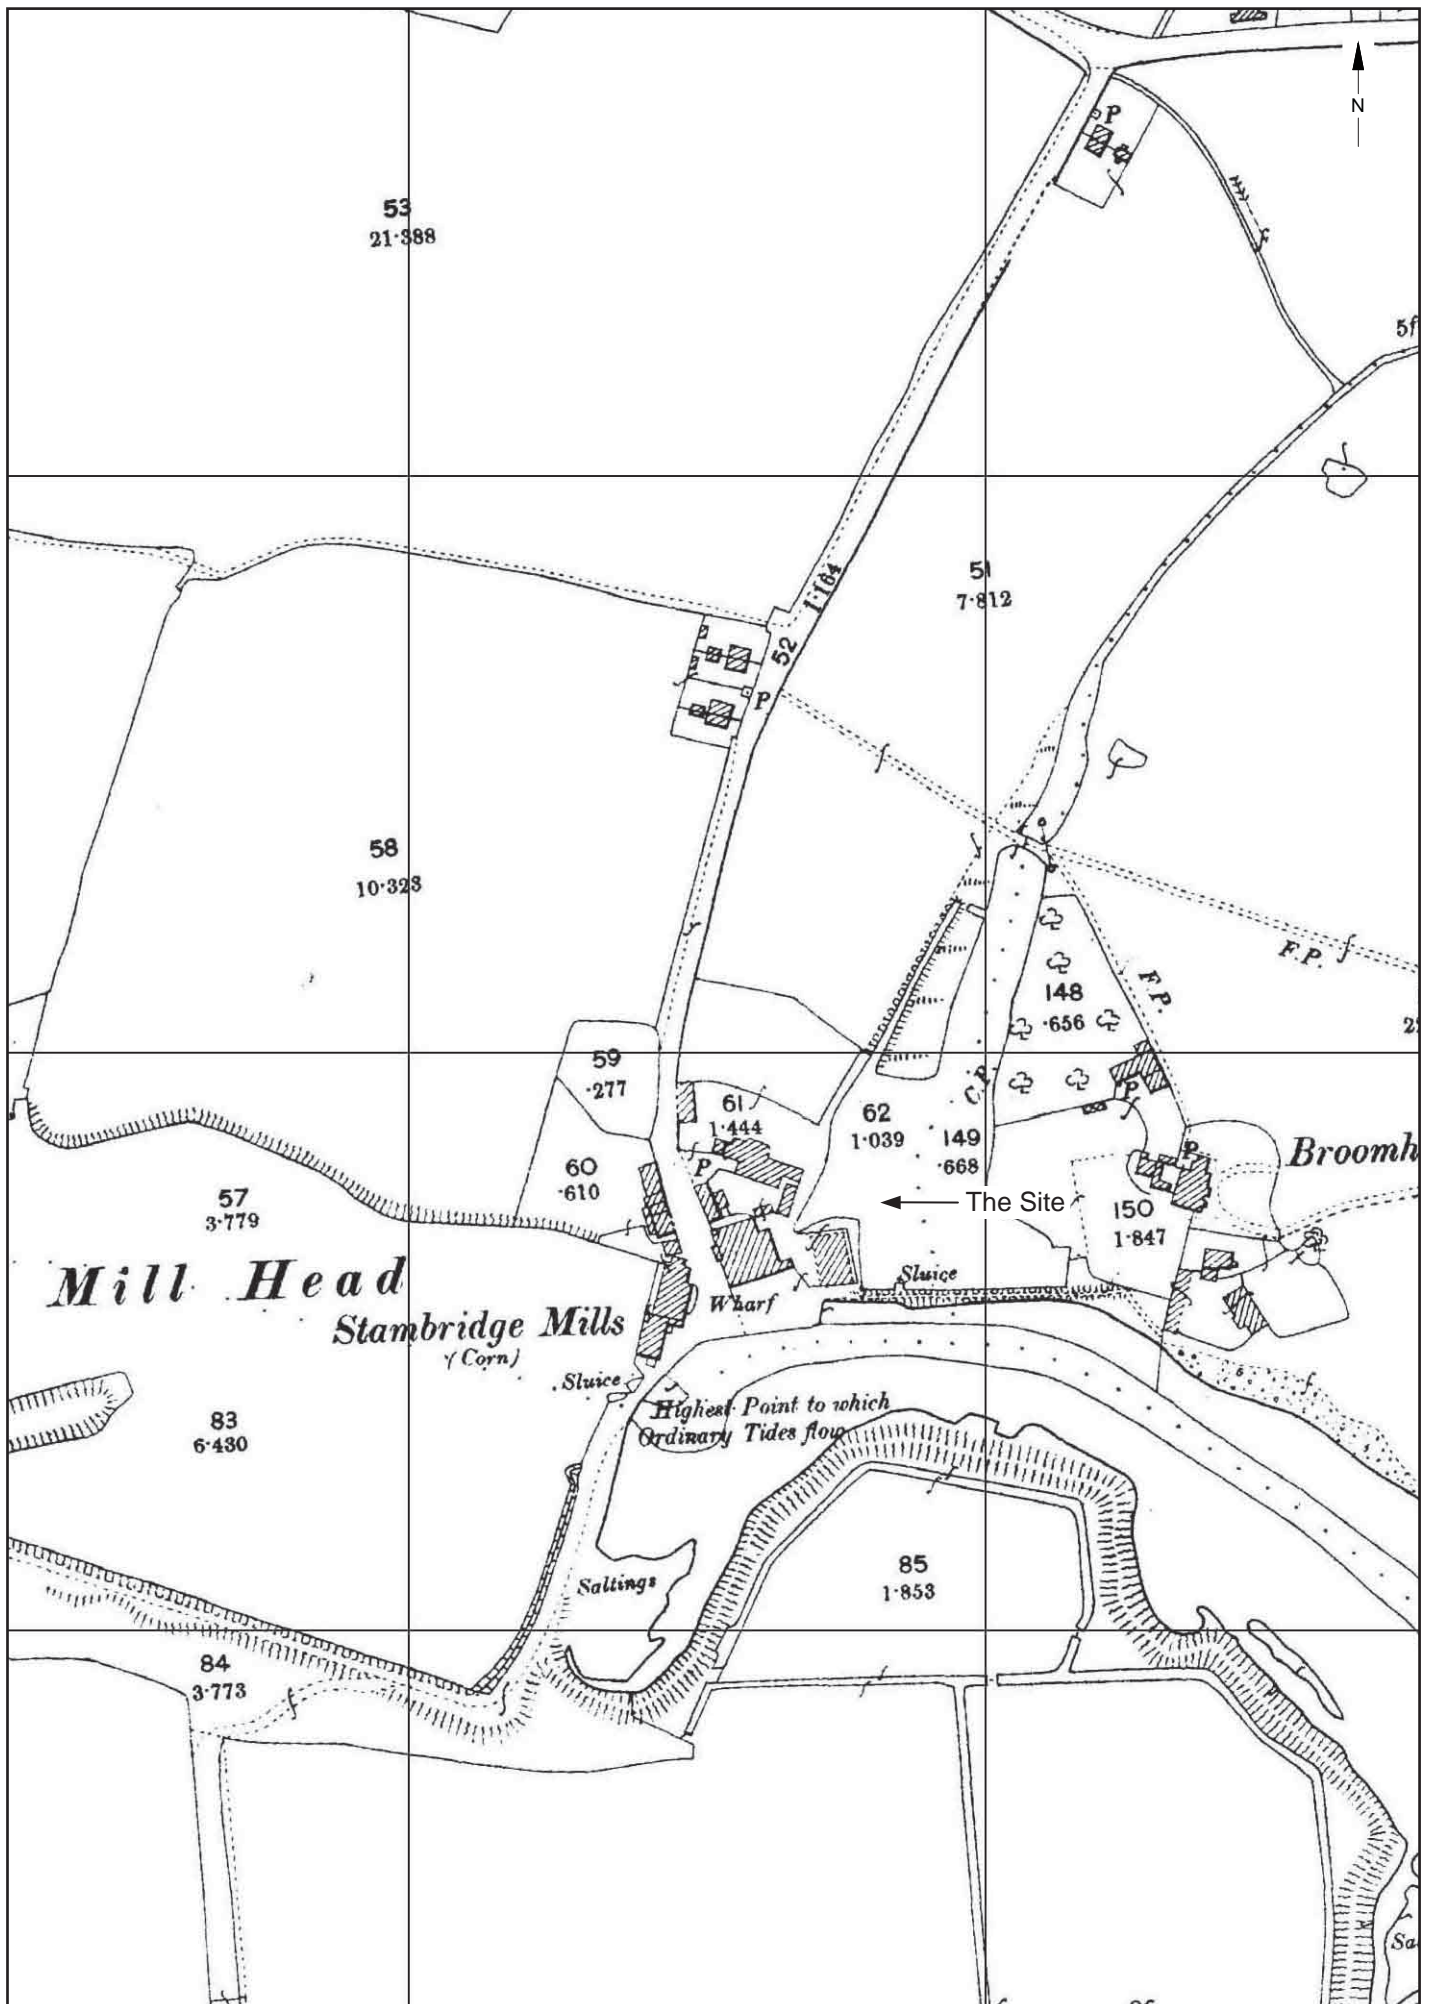 N
P
53
21·388
5f
1·164
51
7·812
52
P
58
10·323
F.P.
F.P.
148
·656
59
·277
C.P.
P
61
1·444
62
1·039
149
·668
P
Broomh
60
·610
P
57
3·779
The Site
150
1·847
Mill Head
Sluice
Wharf
Stambridge Mills
(Corn)
Sluice
Highest Point to which
Ordinary Tides flow
83
6·430
85
1·853
Saltings
84
3·773
Sa